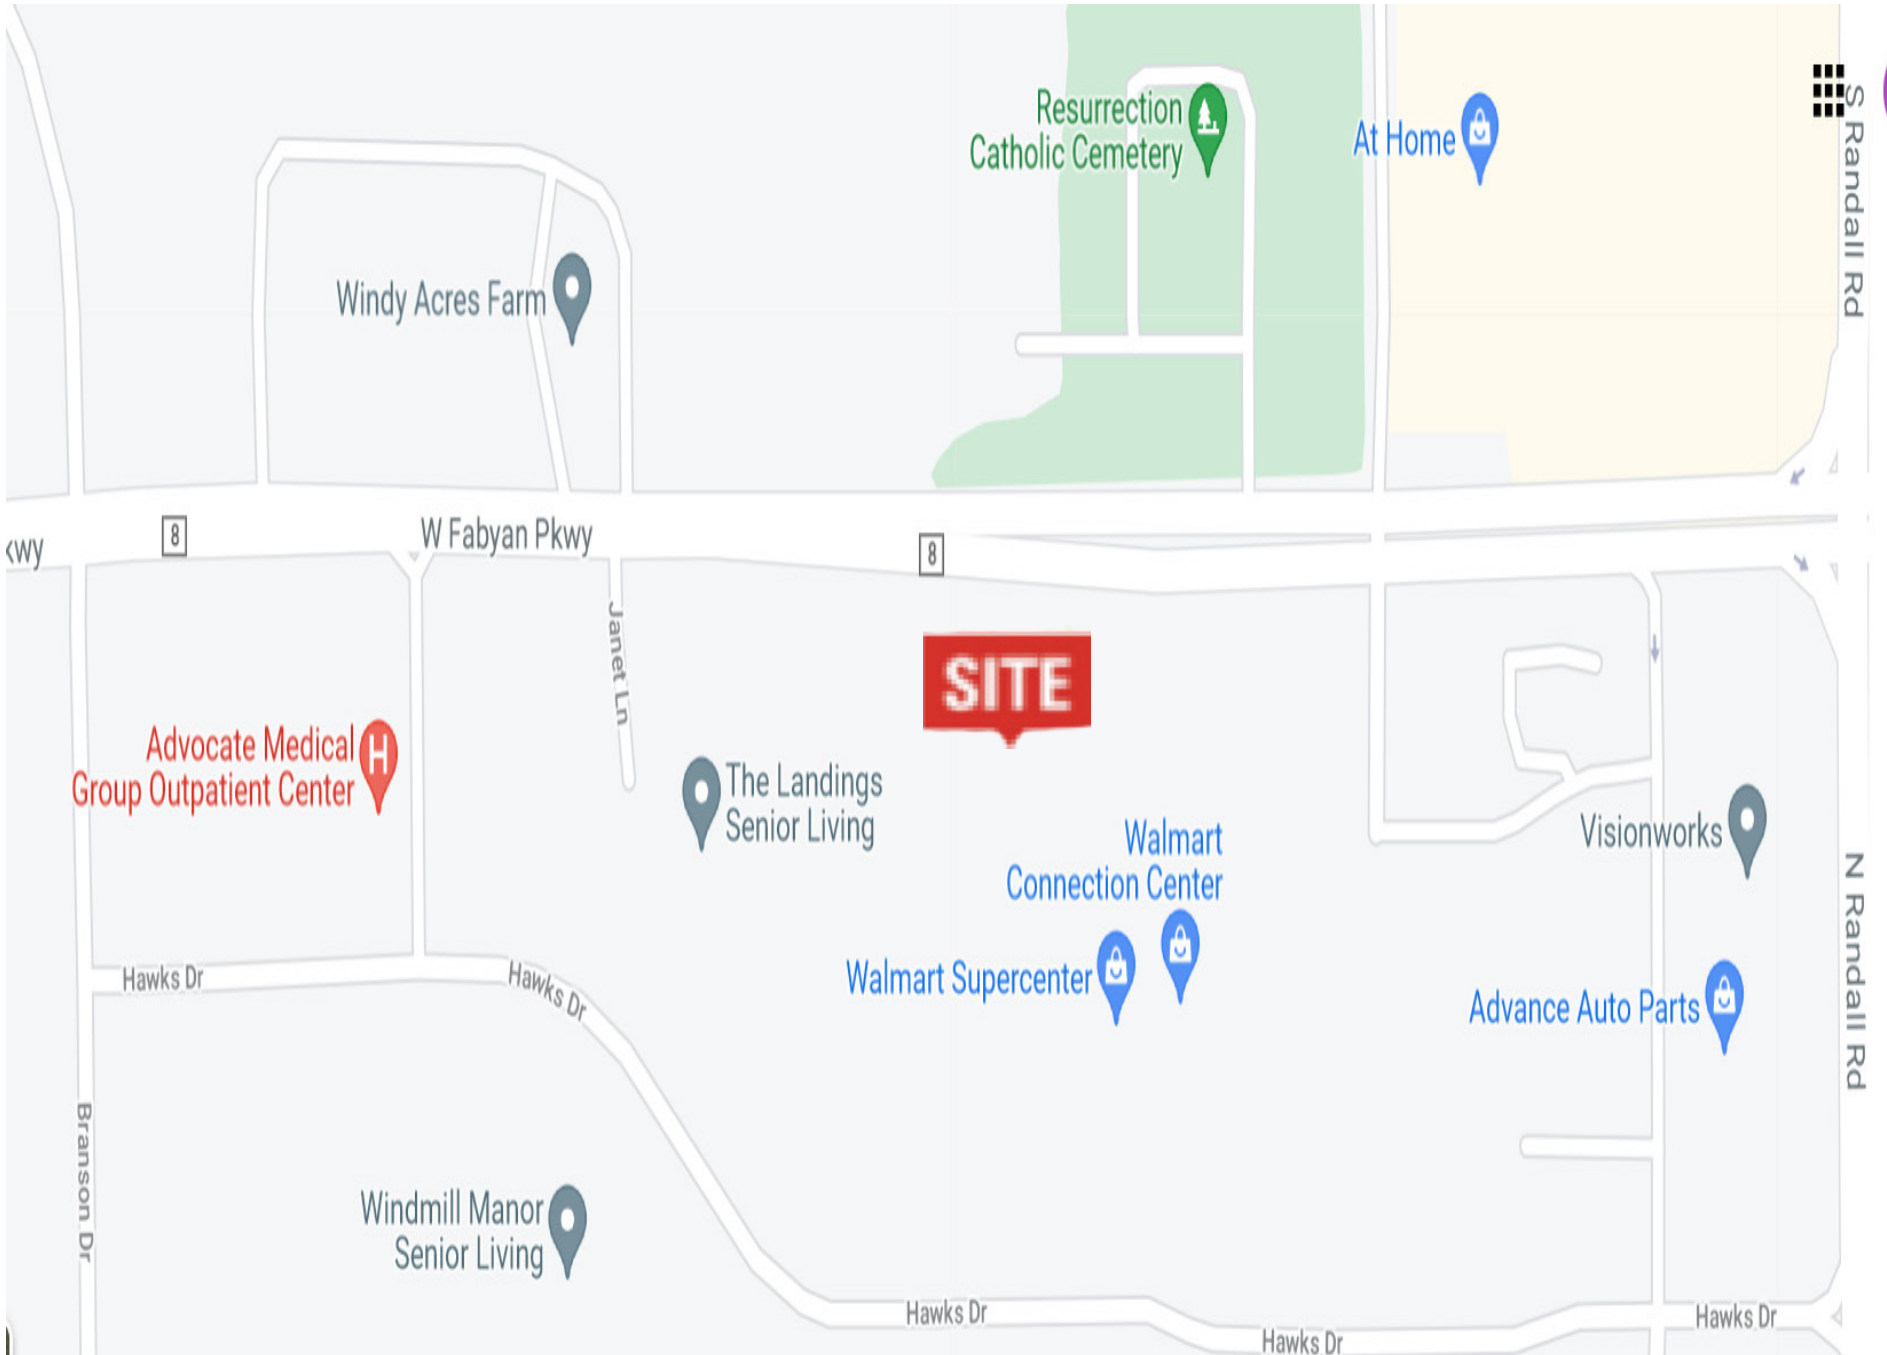 Resurrection
Catholic Cemetery
At Home
S Randall Rd
Windy Acres Farm
8
W Fabyan Pkwy
8
kwy
Janet Ln
SITE
Advocate Medical
Group Outpatient Center
H
The Landings
Senior Living
Walmart
Connection Center
Visionworks
Walmart Supercenter
Advance Auto Parts
N Randall Rd
Hawks Dr
Hawks Dr
Branson Dr
Windmill Manor
Senior Living
Hawks Dr
Hawks Dr
Hawks Dr